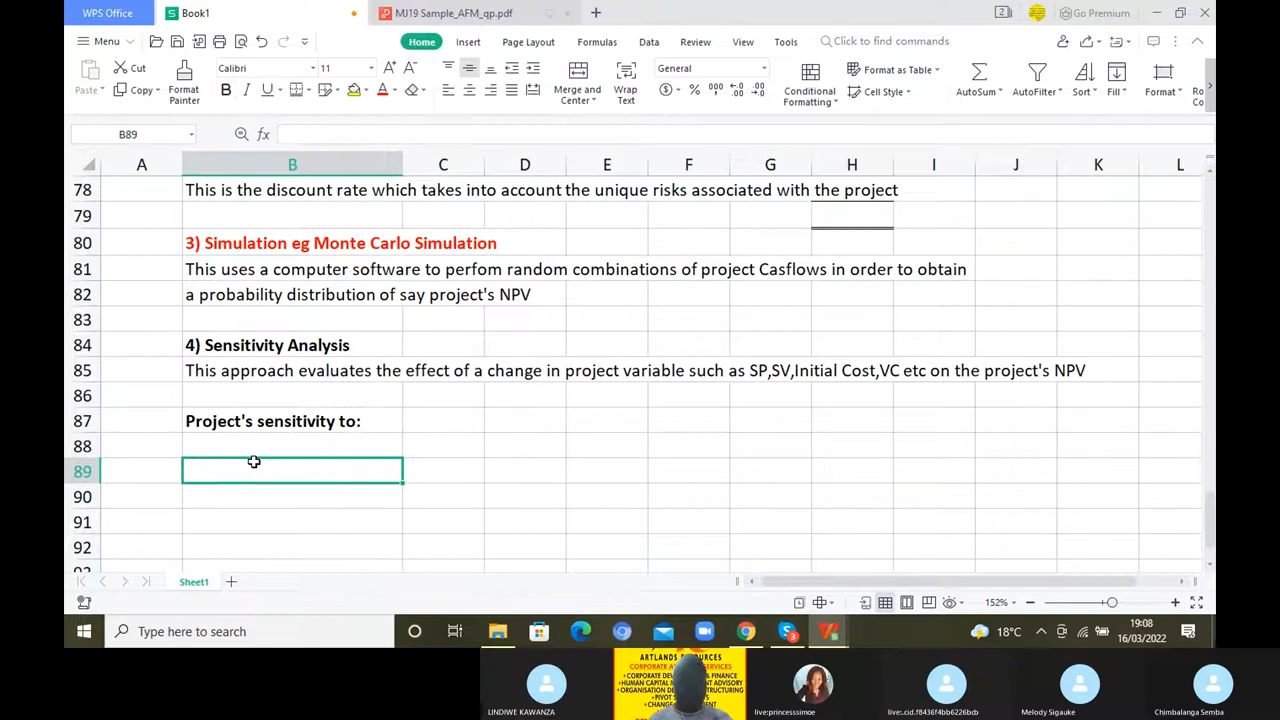 WPS Office
Book1
MJ19 Sample_AFM_qp.pdf
2
Go Premium
Menu
Home
Insert
Page Layout
Formulas
Data
Review
View
Tools
Click to find commands
Paste
Cut
Copy
Format Painter
Calibri
11
Merge and Center
Wrap Text
General
Conditional Formatting
Format as Table
Cell Style
AutoSum
AutoFilter
Sort
Fill
Format
B89
A B C D E F G H I J K L
78 This is the discount rate which takes into account the unique risks associated with the project
79
80 3) Simulation eg Monte Carlo Simulation
81 This uses a computer software to perfom random combinations of project Casflows in order to obtain
82 a probability distribution of say project's NPV
83
84 4) Sensitivity Analysis
85 This approach evaluates the effect of a change in project variable such as SP,SV,Initial Cost,VC etc on the project's NPV
86
87 Project's sensitivity to:
88
89
90
91
92
Sheet1
152%
Type here to search
18°C
19:08
16/03/2022
CORPORATE
HUMAN CAPITAL
LINDIWE KAWANZA
live:princesssimoe
live:.cid.f8436f4bb6226bcb
Melody Sigauke
Chimbalanga Semba